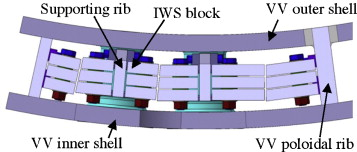 Supporting rib
IWS block
VV outer shell
VV inner shell
VV poloidal rib